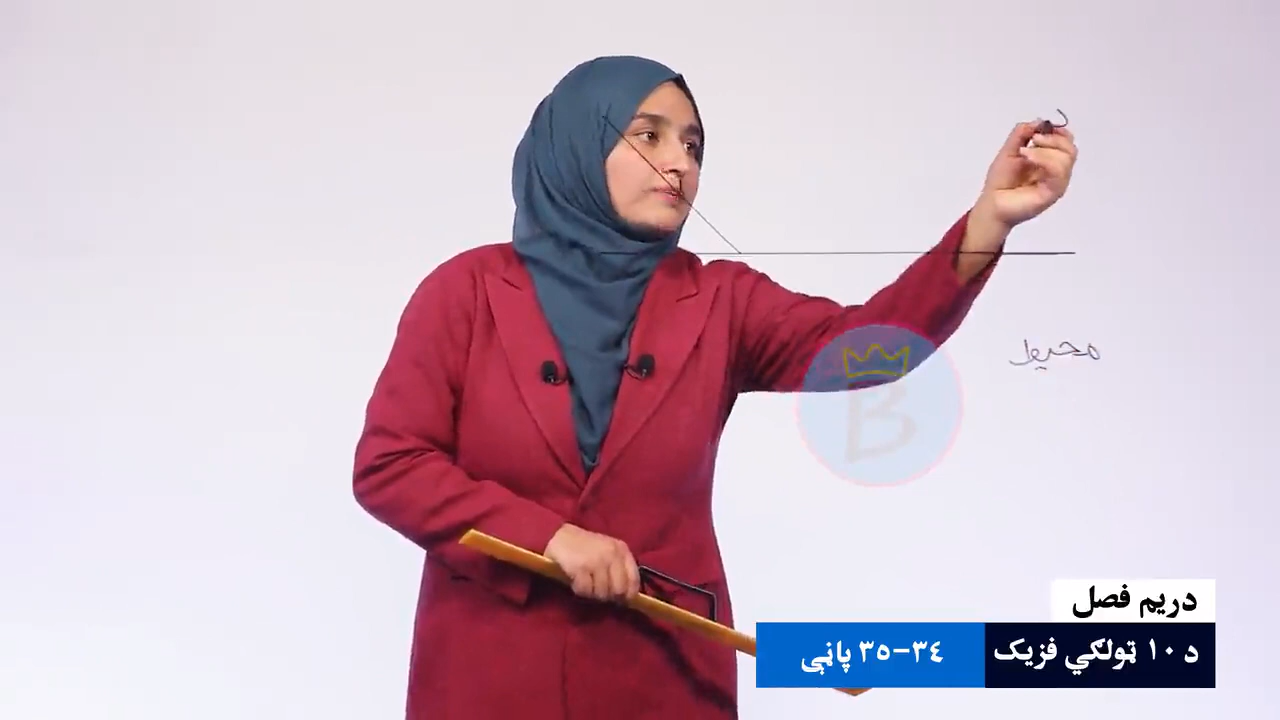 محیط
B
دریم فصل
د ۱۰ ټولګي فزیک
۳۴-۳۵ پاڼې